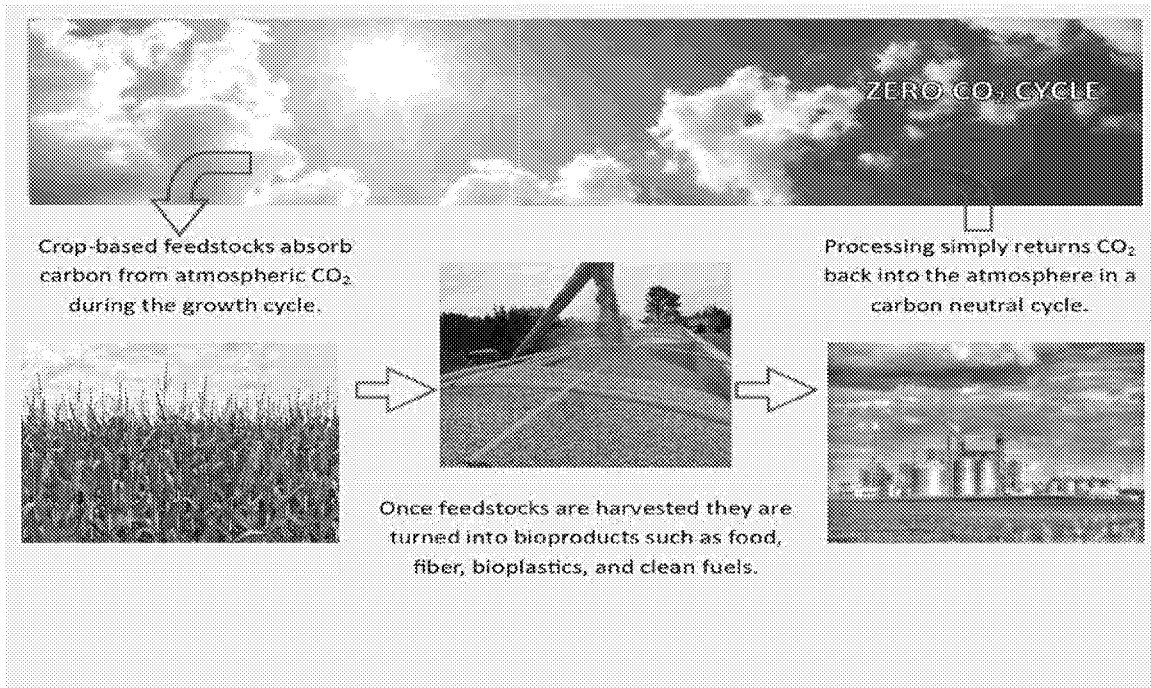 ZERO CO₂ CYCLE
Crop-based feedstocks absorb
carbon from atmospheric CO₂
during the growth cycle.
Processing simply returns CO₂
back into the atmosphere in a
carbon neutral cycle.
Once feedstocks are harvested they are
turned into bioproducts such as food,
fiber, bioplastics, and clean fuels.